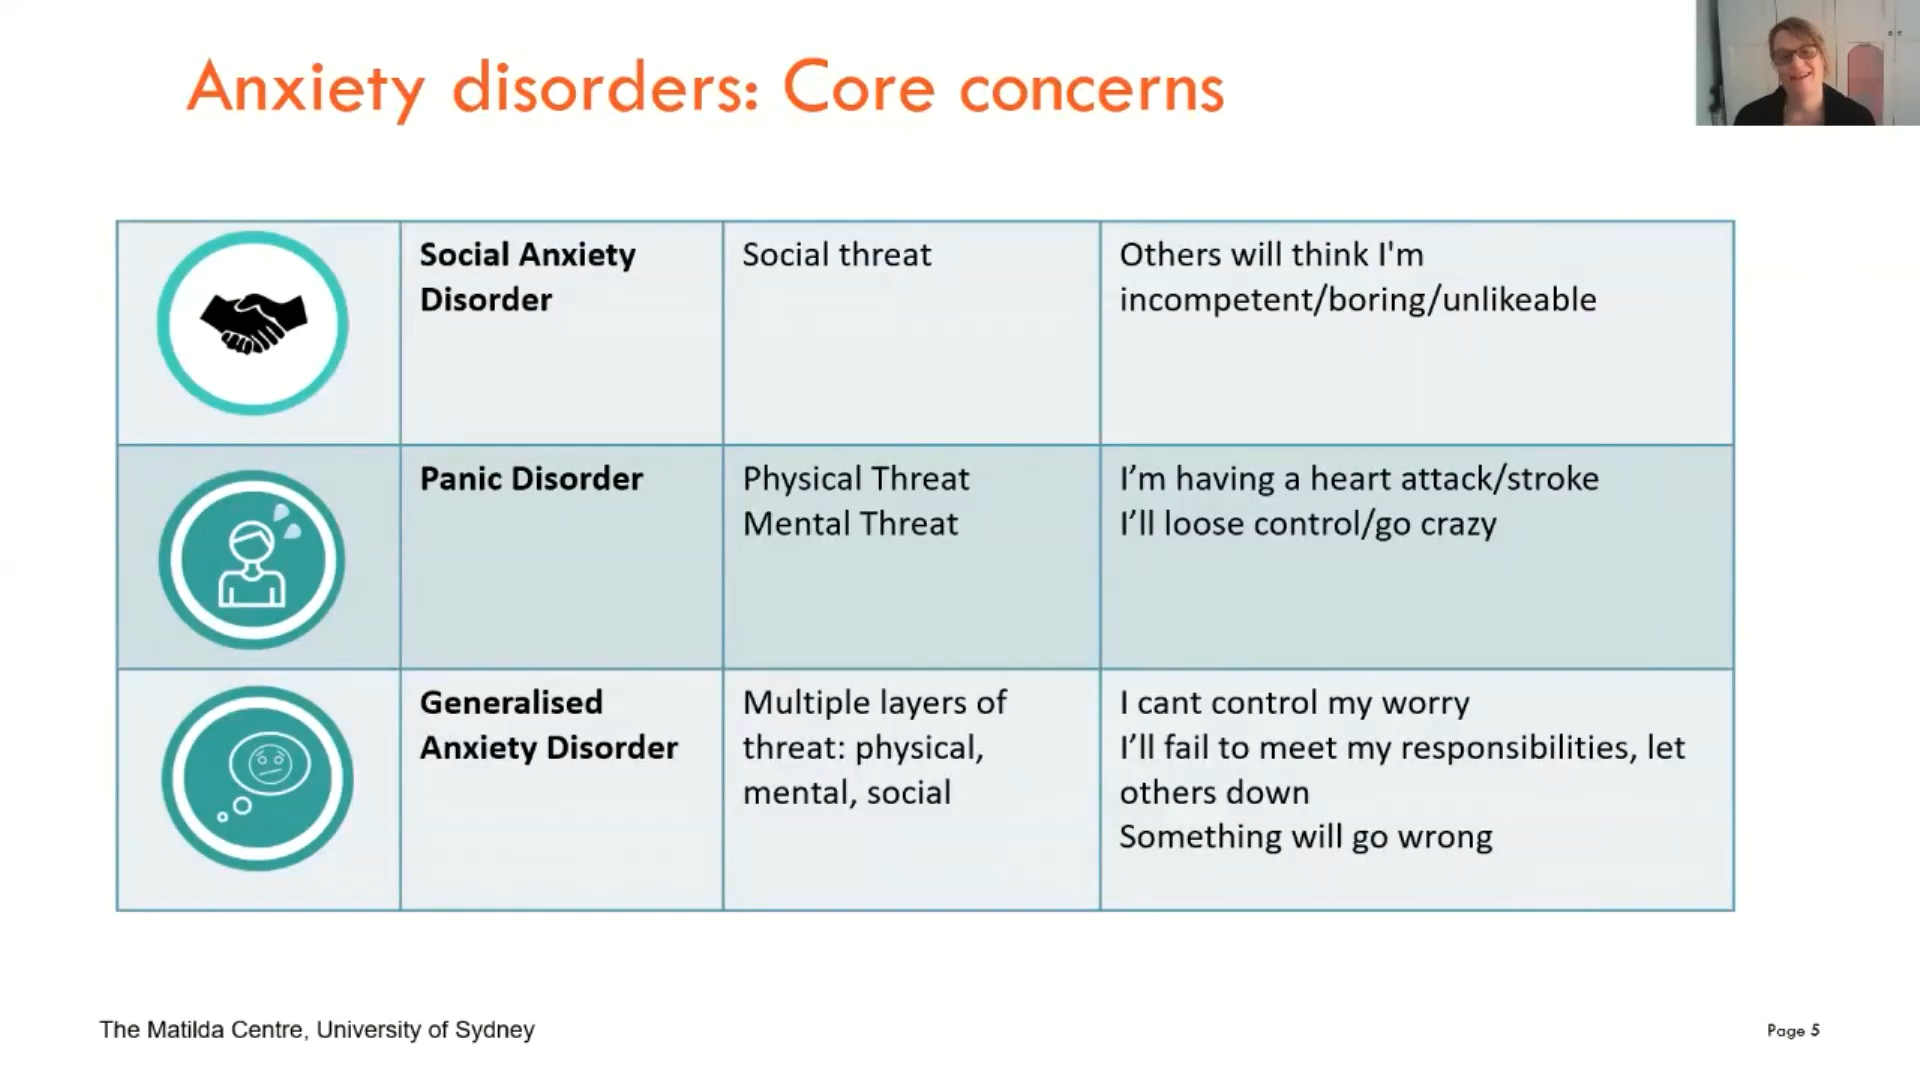 Anxiety disorders: Core concerns
Social Anxiety
Disorder
Social threat
Others will think I'm
incompetent/boring/unlikeable
Panic Disorder
Physical Threat
Mental Threat
I’m having a heart attack/stroke
I’ll loose control/go crazy
Generalised
Anxiety Disorder
Multiple layers of
threat: physical,
mental, social
I cant control my worry
I’ll fail to meet my responsibilities, let
others down
Something will go wrong
The Matilda Centre, University of Sydney
Page 5